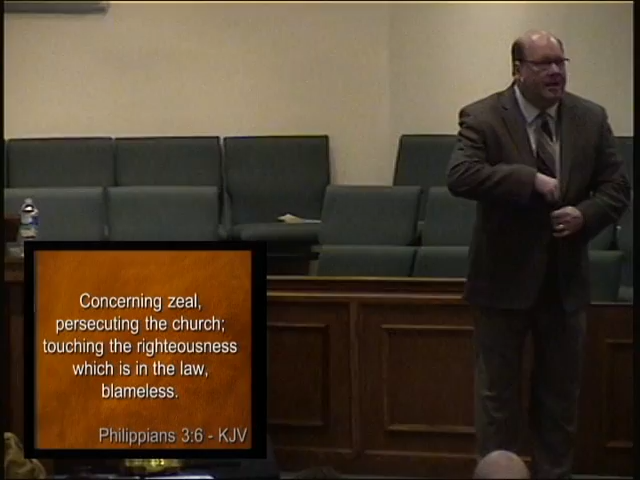 Concerning zeal,
persecuting the church;
touching the righteousness
which is in the law,
blameless.
Philippians 3:6 - KJV